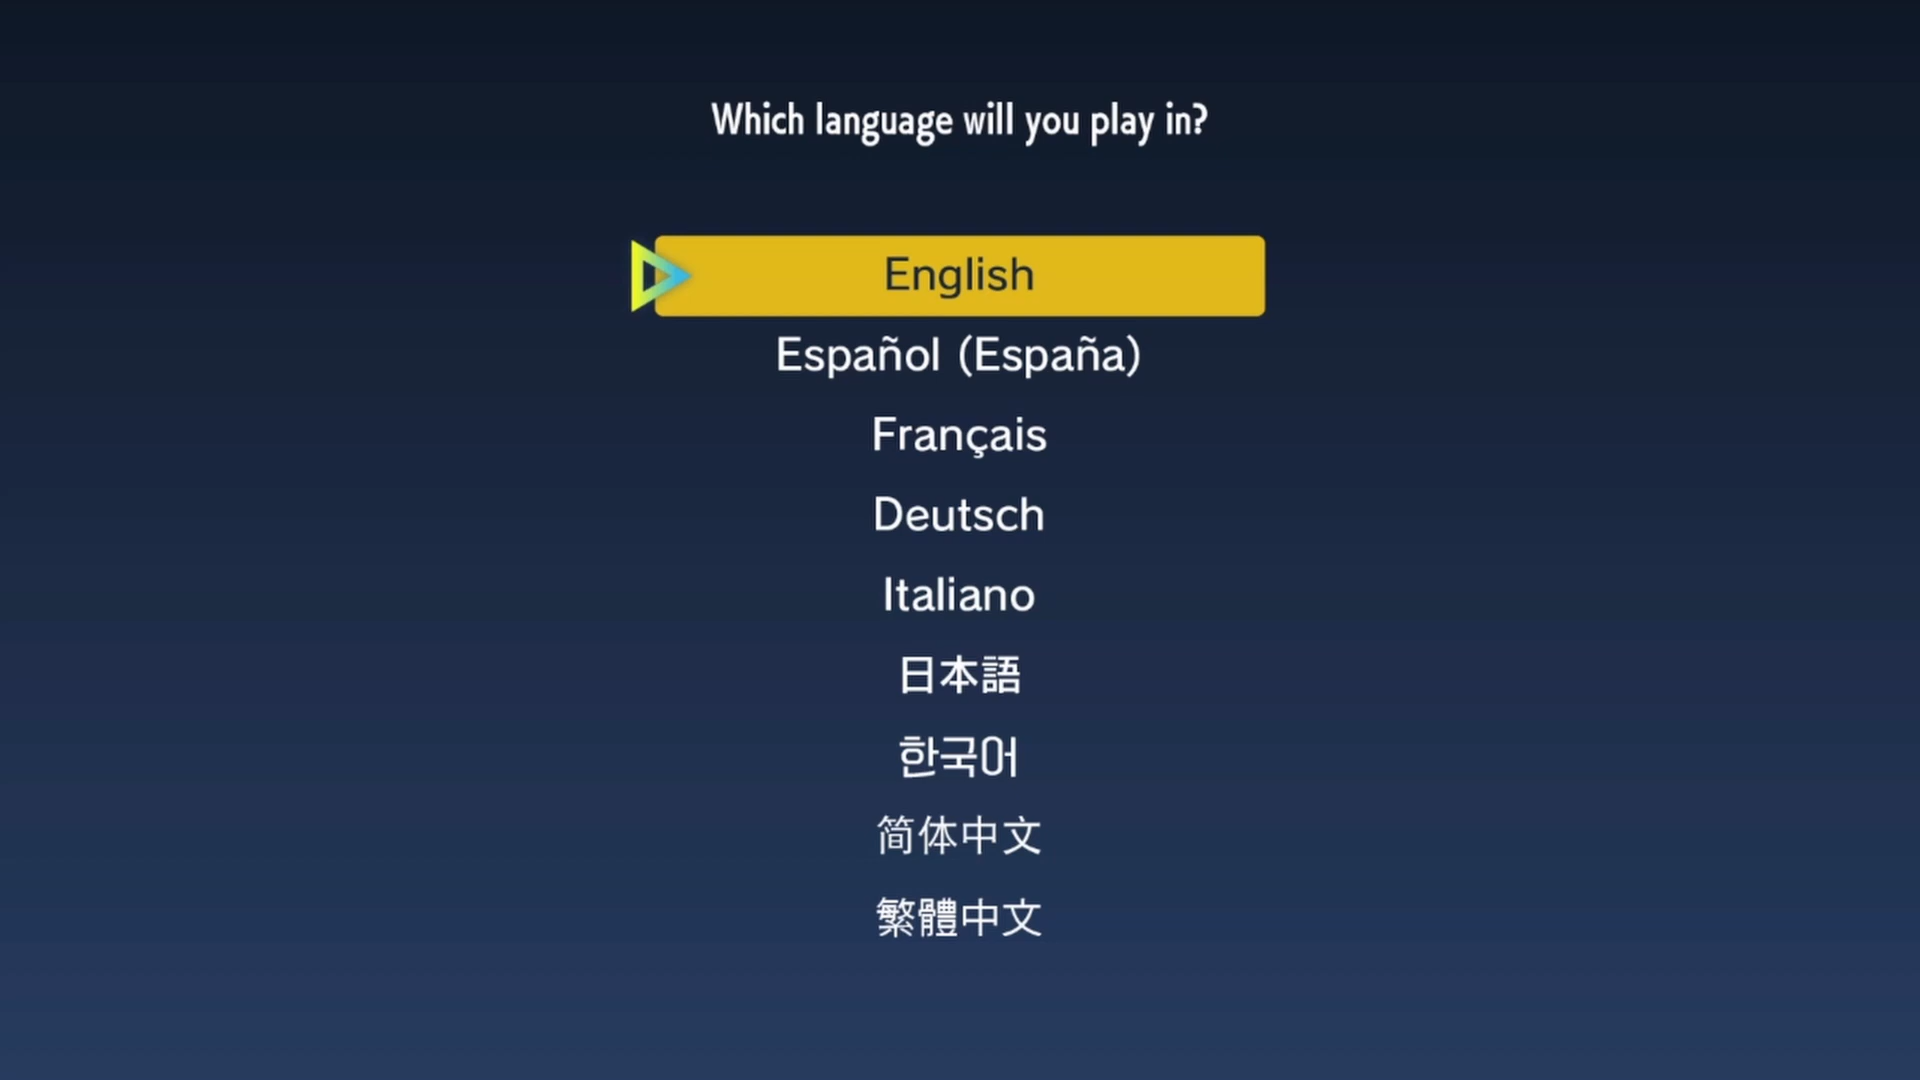 Which language will you play in?
English
Español (España)
Français
Deutsch
Italiano
日本語
한국어
简体中文
繁體中文